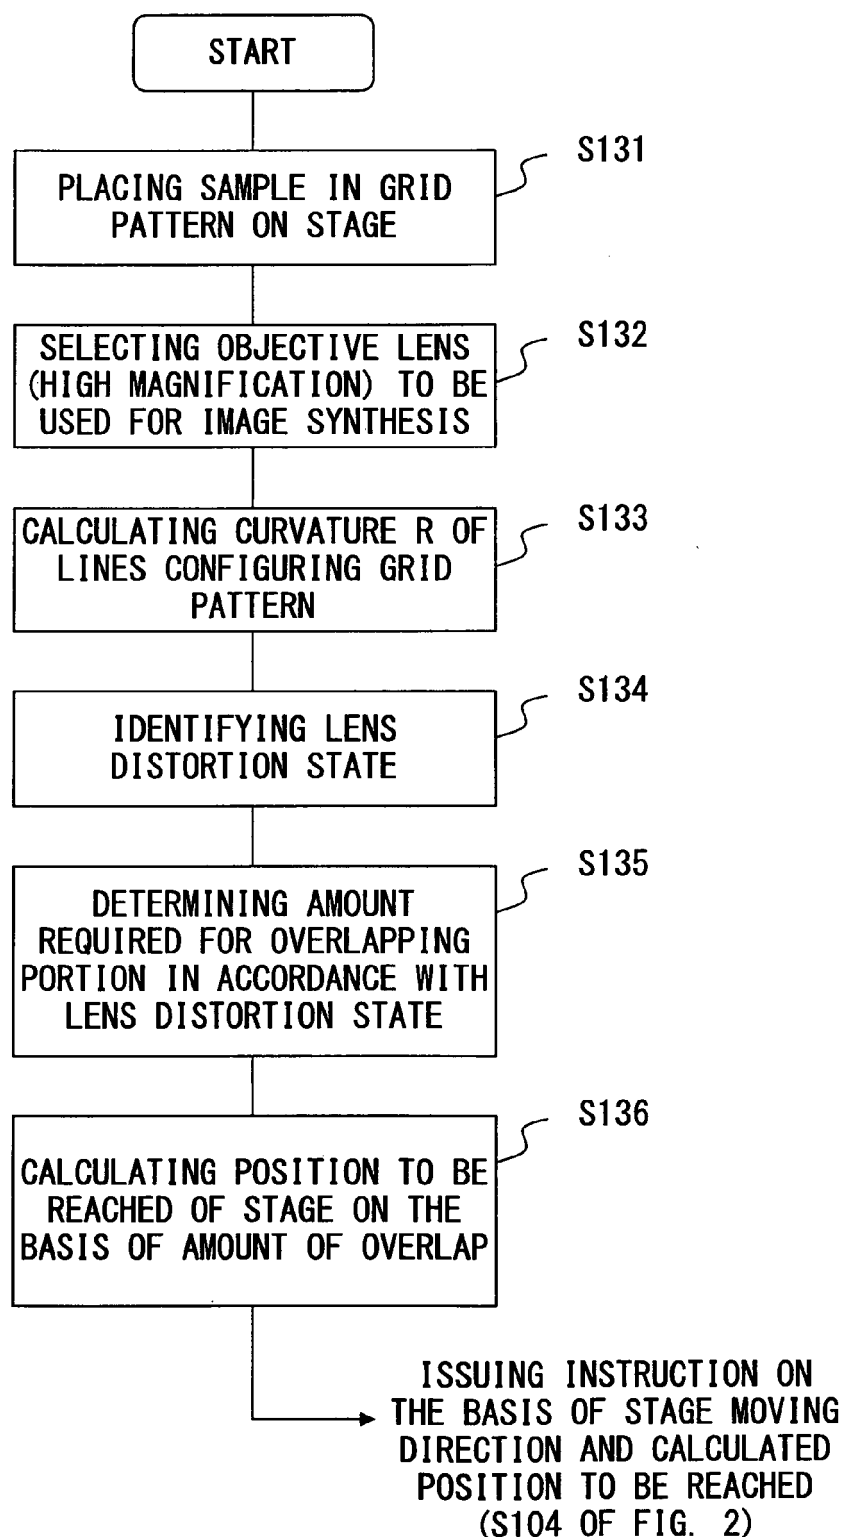 START
S131
PLACING SAMPLE IN GRID
PATTERN ON STAGE
S132
SELECTING OBJECTIVE LENS
(HIGH MAGNIFICATION) TO BE
USED FOR IMAGE SYNTHESIS
S133
CALCULATING CURVATURE R OF
LINES CONFIGURING GRID
PATTERN
S134
IDENTIFYING LENS
DISTORTION STATE
S135
DETERMINING AMOUNT
REQUIRED FOR OVERLAPPING
PORTION IN ACCORDANCE WITH
LENS DISTORTION STATE
S136
CALCULATING POSITION TO BE
REACHED OF STAGE ON THE
BASIS OF AMOUNT OF OVERLAP
ISSUING INSTRUCTION ON
THE BASIS OF STAGE MOVING
DIRECTION AND CALCULATED
POSITION TO BE REACHED
(S104 OF FIG. 2)